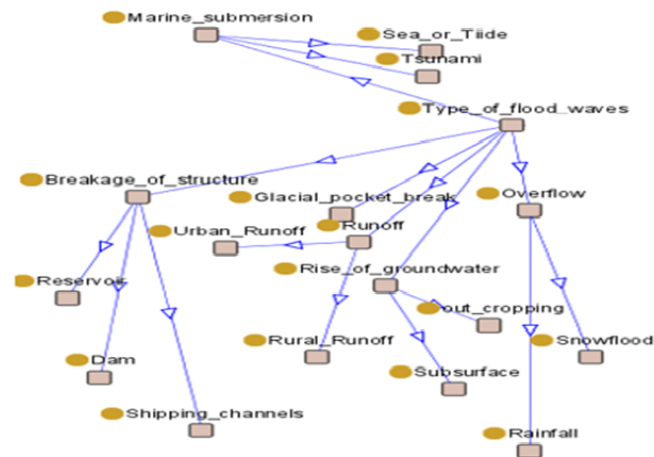 Marine_submersion
Sea_or_Tiide
Tsunami
Type_of_flood_waves
Breakage_of_structure
Glacial_pocket_break
Overflow
Urban_Runoff
Runoff
Rise_of_groundwater
Reservoir
out_cropping
Rural_Runoff
Snowflood
Dam
Subsurface
Shipping_channels
Rainfall